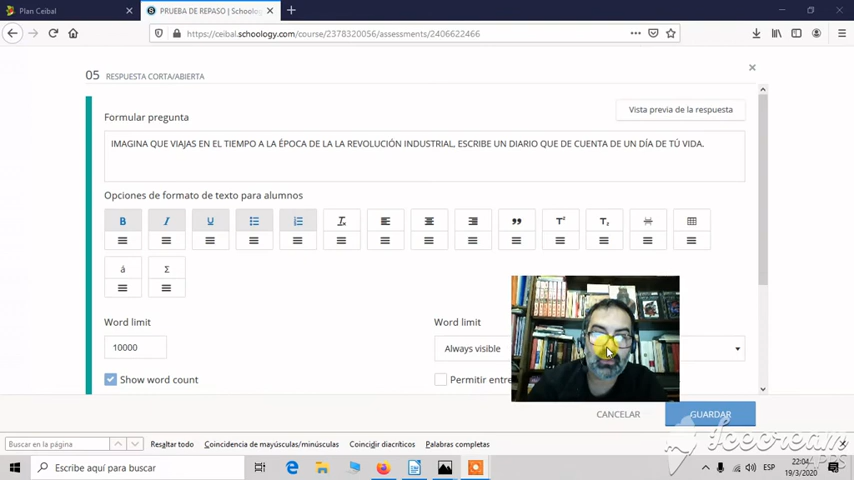 Plan Ceibal
PRUEBA DE REPASO | Schoology
https://ceibal.schoology.com/course/2378320056/assessments/2406622466
05 RESPUESTA CORTA/ABIERTA
Formular pregunta
Vista previa de la respuesta
IMAGINA QUE VIAJAS EN EL TIEMPO A LA ÉPOCA DE LA LA REVOLUCIÓN INDUSTRIAL, ESCRIBE UN DIARIO QUE DE CUENTA DE UN DÍA DE TÚ VIDA.
Opciones de formato de texto para alumnos
B I U
á Σ
Word limit
Word limit
10000
Always visible
Show word count
Permitir entre
CANCELAR
GUARDAR
Buscar en la página
Resaltar todo
Coincidencia de mayúsculas/minúsculas
Coincidir diacríticos
Palabras completas
Icecream
APPS
Escribe aquí para buscar
ESP
22:04
19/3/2020